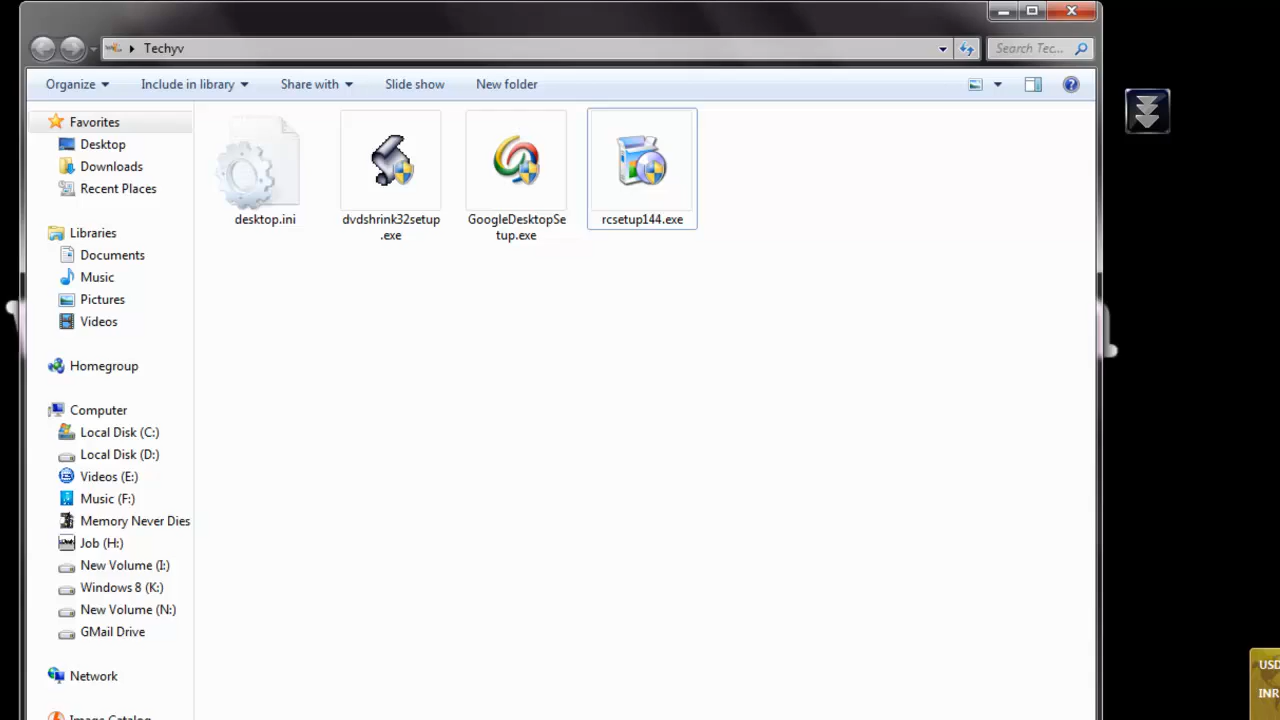 Techyv
Search Tec...
Organize
Include in library
Share with
Slide show
New folder
Favorites
Desktop
Downloads
Recent Places
Libraries
Documents
Music
Pictures
Videos
Homegroup
Computer
Local Disk (C:)
Local Disk (D:)
Videos (E:)
Music (F:)
Memory Never Dies
Job (H:)
New Volume (I:)
Windows 8 (K:)
New Volume (N:)
GMail Drive
Network
Image Catalog
desktop.ini
dvdshrink32setup
.exe
GoogleDesktopSe
tup.exe
rcsetup144.exe
USD
INR